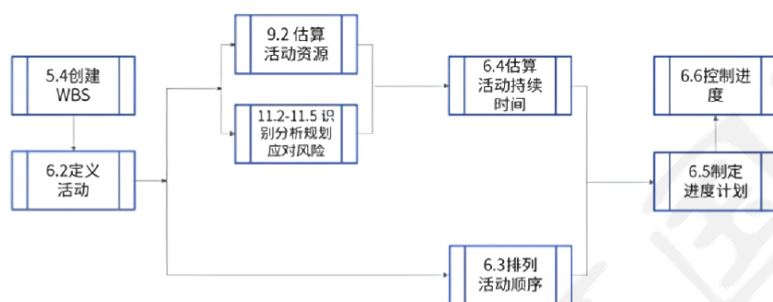 5.4创建
WBS
6.2定义
活动
9.2 估算
活动资源
11.2-11.5 识
别分析规划
应对风险
6.4估算
活动持续
时间
6.3排列
活动顺序
6.6控制进
度
6.5制定
进度计划